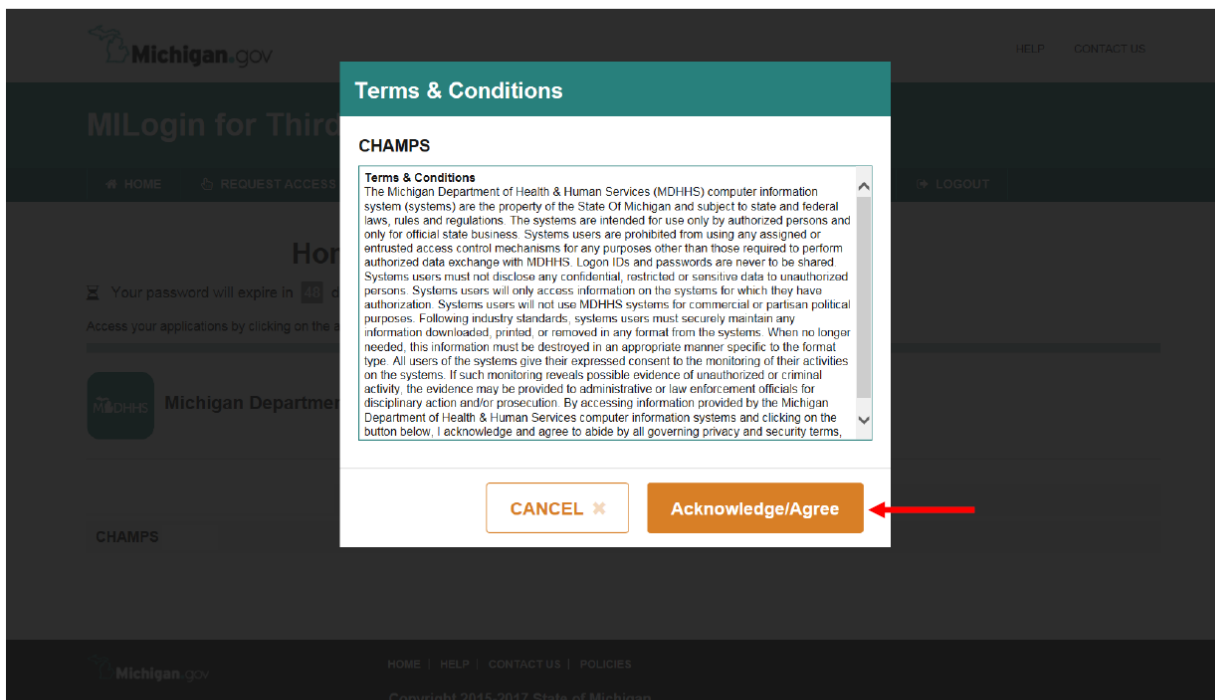 Michigan.gov
HELP CONTACT US
Terms & Conditions
MILogin for Third
CHAMPS
HOME REQUEST ACCESS LOGOUT
Terms & Conditions
The Michigan Department of Health & Human Services (MDHHS) computer information
system (systems) are the property of the State Of Michigan and subject to state and federal
laws, rules and regulations. The systems are intended for use only by authorized persons and
only for official state business. Systems users are prohibited from using any assigned or
entrusted access control mechanisms for any purposes other than those required to perform
authorized data exchange with MDHHS. Logon IDs and passwords are never to be shared.
Systems users must not disclose any confidential, restricted or sensitive data to unauthorized
persons. Systems users will only access information on the systems for which they have
authorization. Systems users will not use MDHHS systems for commercial or partisan political
purposes. Following industry standards, systems users must securely maintain any
information downloaded, printed, or removed in any format from the systems. When no longer
needed, this information must be destroyed in an appropriate manner specific to the format
type. All users of the systems give their expressed consent to the monitoring of their activities
on the systems. If such monitoring reveals possible evidence of unauthorized or criminal
activity, the evidence may be provided to administrative or law enforcement officials for
disciplinary action and/or prosecution. By accessing information provided by the Michigan
Department of Health & Human Services computer information systems and clicking on the
button below, I acknowledge and agree to abide by all governing privacy and security terms,
Hor
Your password will expire in 48 d
Access your applications by clicking on the a
MDHHS Michigan Departmer
CANCEL Acknowledge/Agree
CHAMPS
Michigan.gov
HOME | HELP | CONTACT US | POLICIES
Copyright 2015-2017 State of Michigan